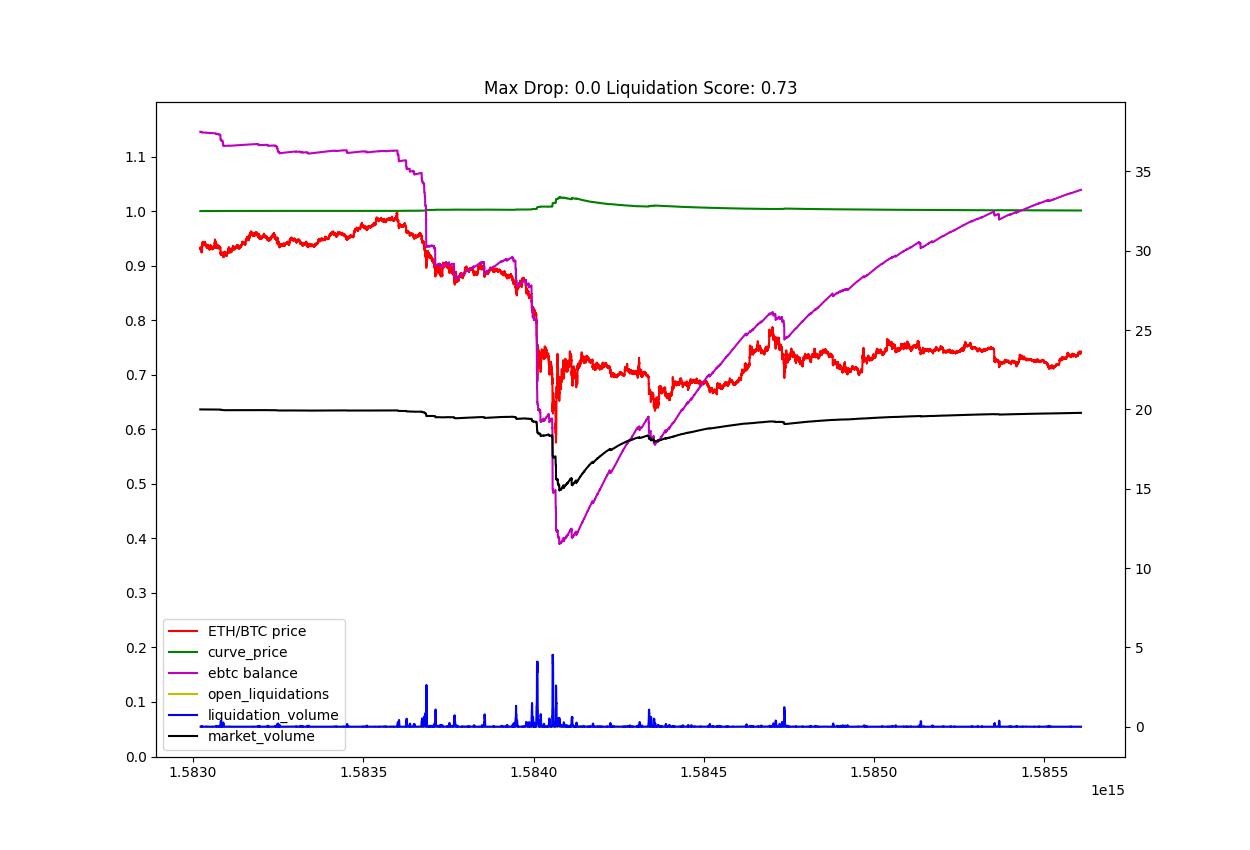 Max Drop: 0.0 Liquidation Score: 0.73
1.1
1.0
0.9
0.8
0.7
0.6
0.5
0.4
0.3
0.2
0.1
0.0
35
30
25
20
15
10
5
0
ETH/BTC price
curve_price
ebtc balance
open_liquidations
liquidation_volume
market_volume
1.5830 1.5835 1.5840 1.5845 1.5850 1.5855
1e15